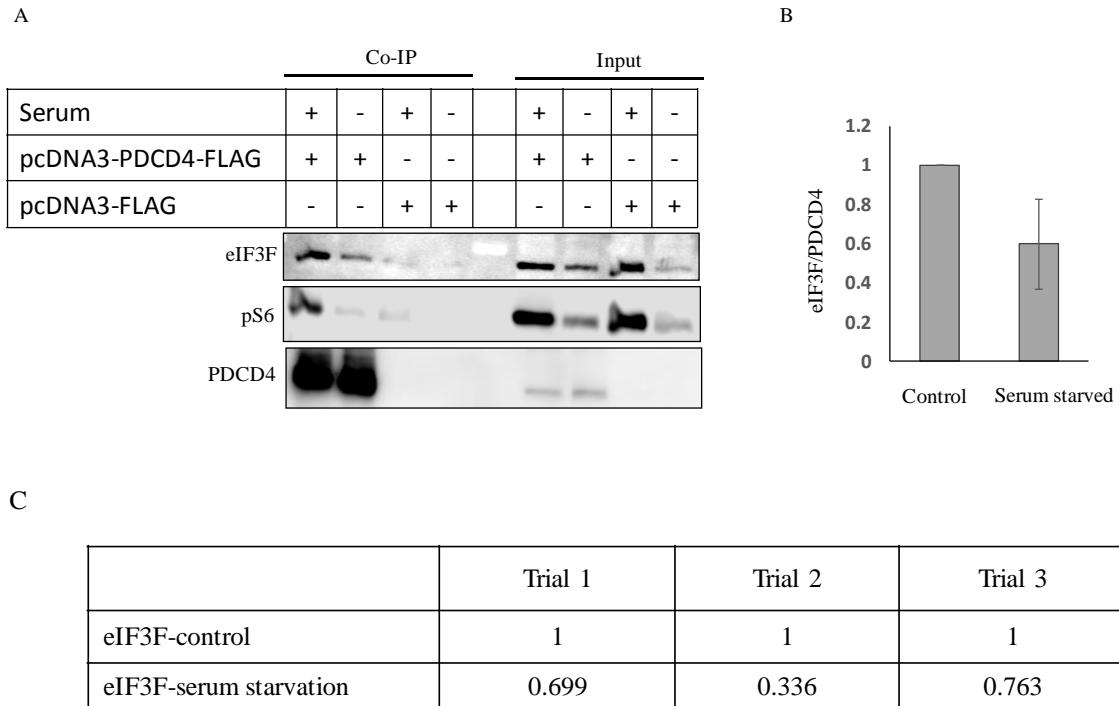 A
B
Co-IP
Input
Serum + - + - + - + -
pcDNA3-PDCD4-FLAG + + - - + + - -
pcDNA3-FLAG - - + + - - + +
eIF3F
pS6
PDCD4
eIF3F/PDCD4
1.2
1
0.8
0.6
0.4
0.2
0
Control
Serum starved
C
Trial 1
Trial 2
Trial 3
eIF3F-control 1 1 1
eIF3F-serum starvation 0.699 0.336 0.763